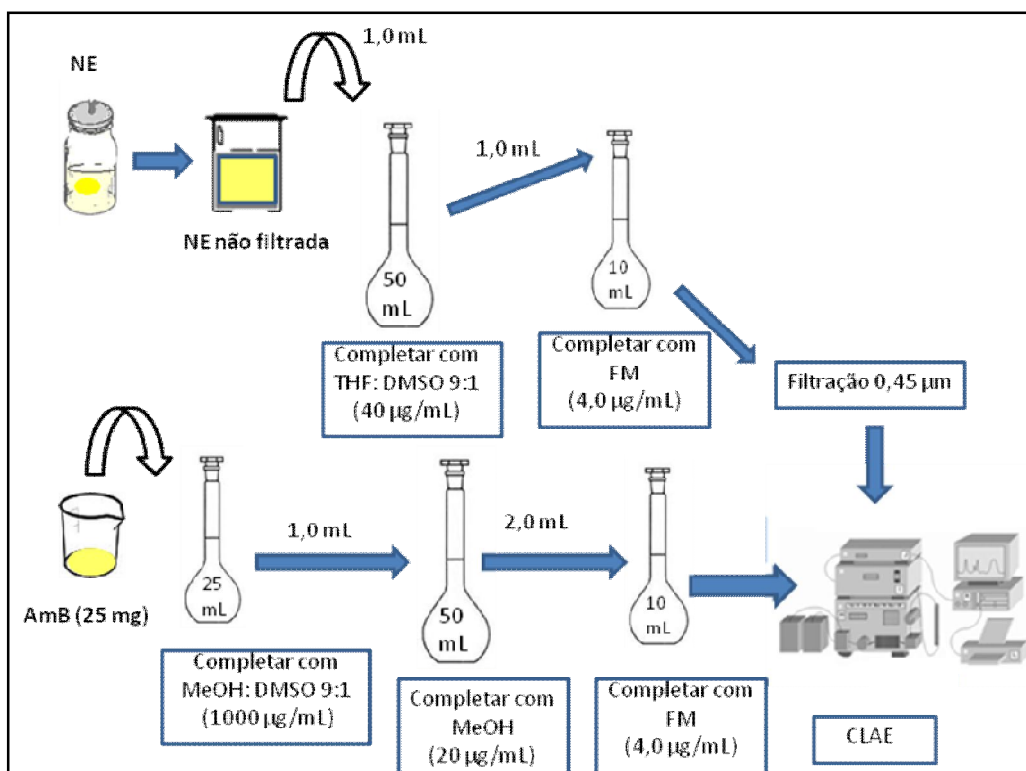 1,0 mL
NE
NE não filtrada
50
mL
1,0 mL
10
mL
Completar com
THF: DMSO 9:1
(40 µg/mL)
Completar com
FM
(4,0 µg/mL)
Filtração 0,45 µm
AmB (25 mg)
25
mL
1,0 mL
50
mL
2,0 mL
10
mL
Completar com
MeOH: DMSO 9:1
(1000 µg/mL)
Completar com
MeOH
(20 µg/mL)
Completar com
FM
(4,0 µg/mL)
CLAE